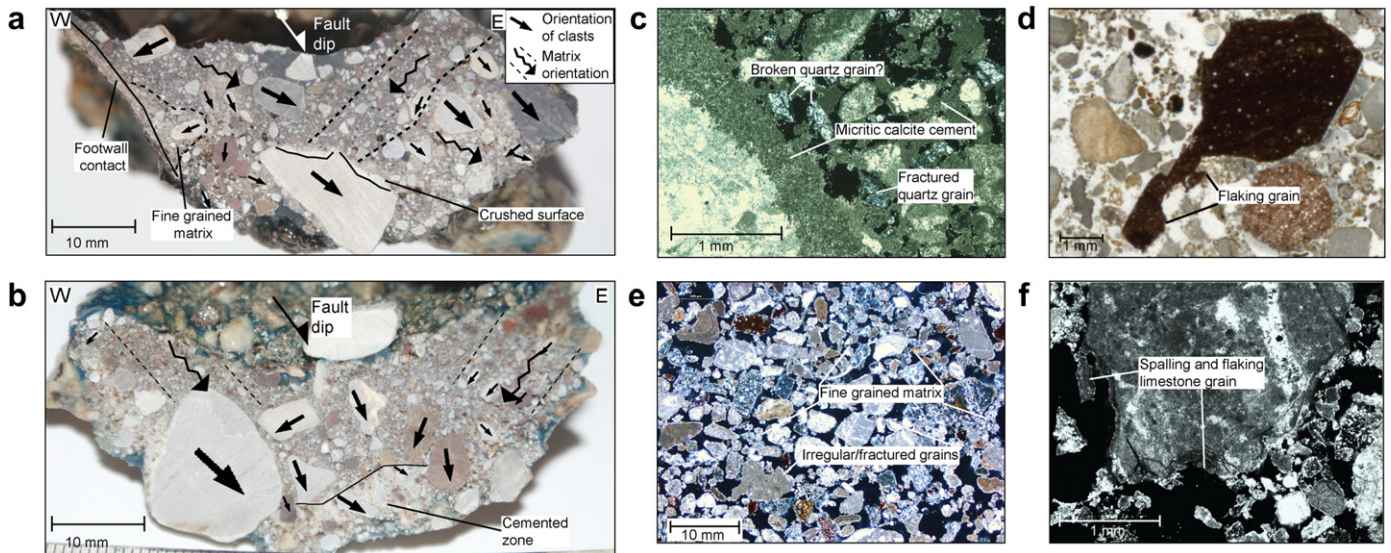 a
W
Fault
dip
E
Orientation
of clasts
Matrix
orientation
Footwall
contact
Fine grained
matrix
Crushed surface
10 mm
b
W
Fault
dip
E
Cemented
zone
10 mm
c
Broken quartz grain?
Micritic calcite cement
Fractured
quartz grain
1 mm
d
Flaking grain
1 mm
e
Fine grained matrix
Irregular/fractured grains
10 mm
f
Spalling and flaking
limestone grain
1 mm